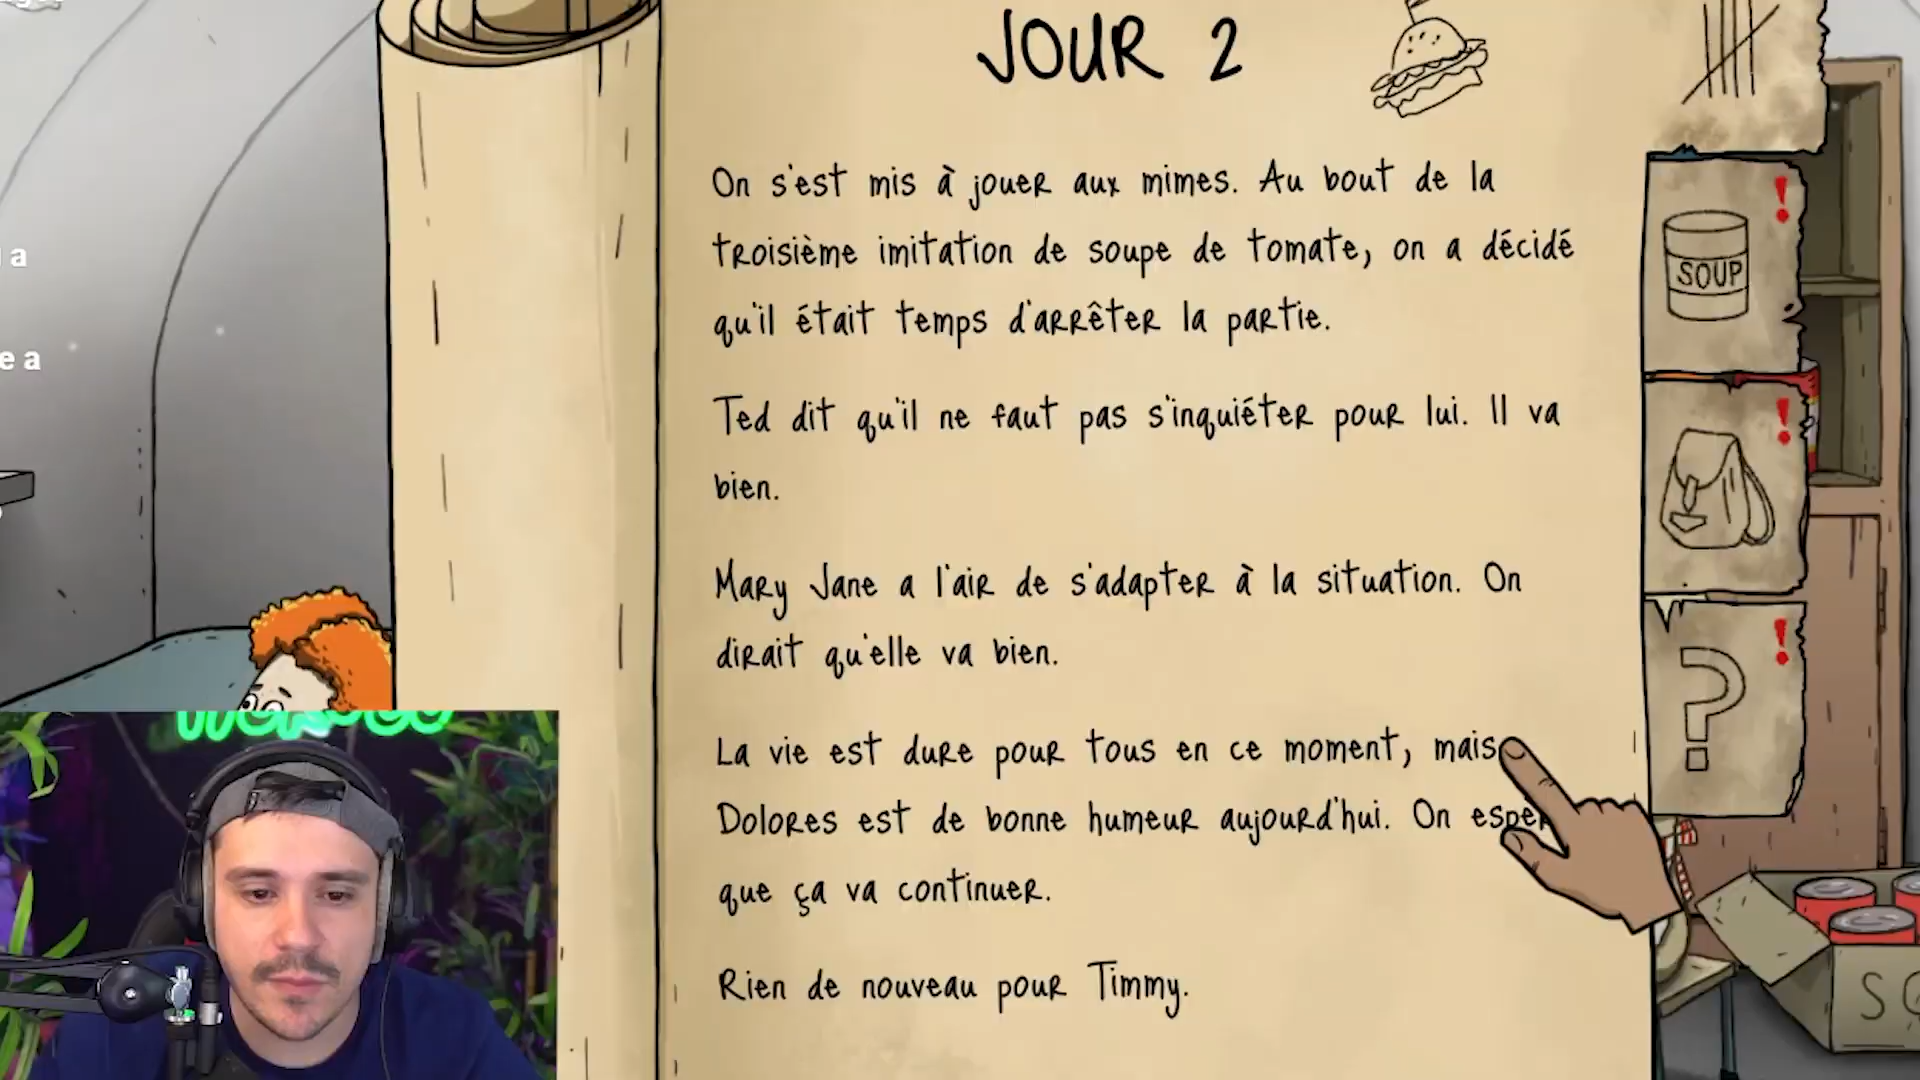 JOUR 2
On s'est mis à jouer aux mimes. Au bout de la
troisième imitation de soupe de tomate, on a décidé
qu'il était temps d'arrêter la partie.
Ted dit qu'il ne faut pas s'inquiéter pour lui. Il va
bien.
Mary Jane a l'air de s'adapter à la situation. On
dirait qu'elle va bien.
La vie est dure pour tous en ce moment, mais
Dolores est de bonne humeur aujourd'hui. On
que ça va continuer.
Rien de nouveau pour Timmy.
SOUP
a
e a